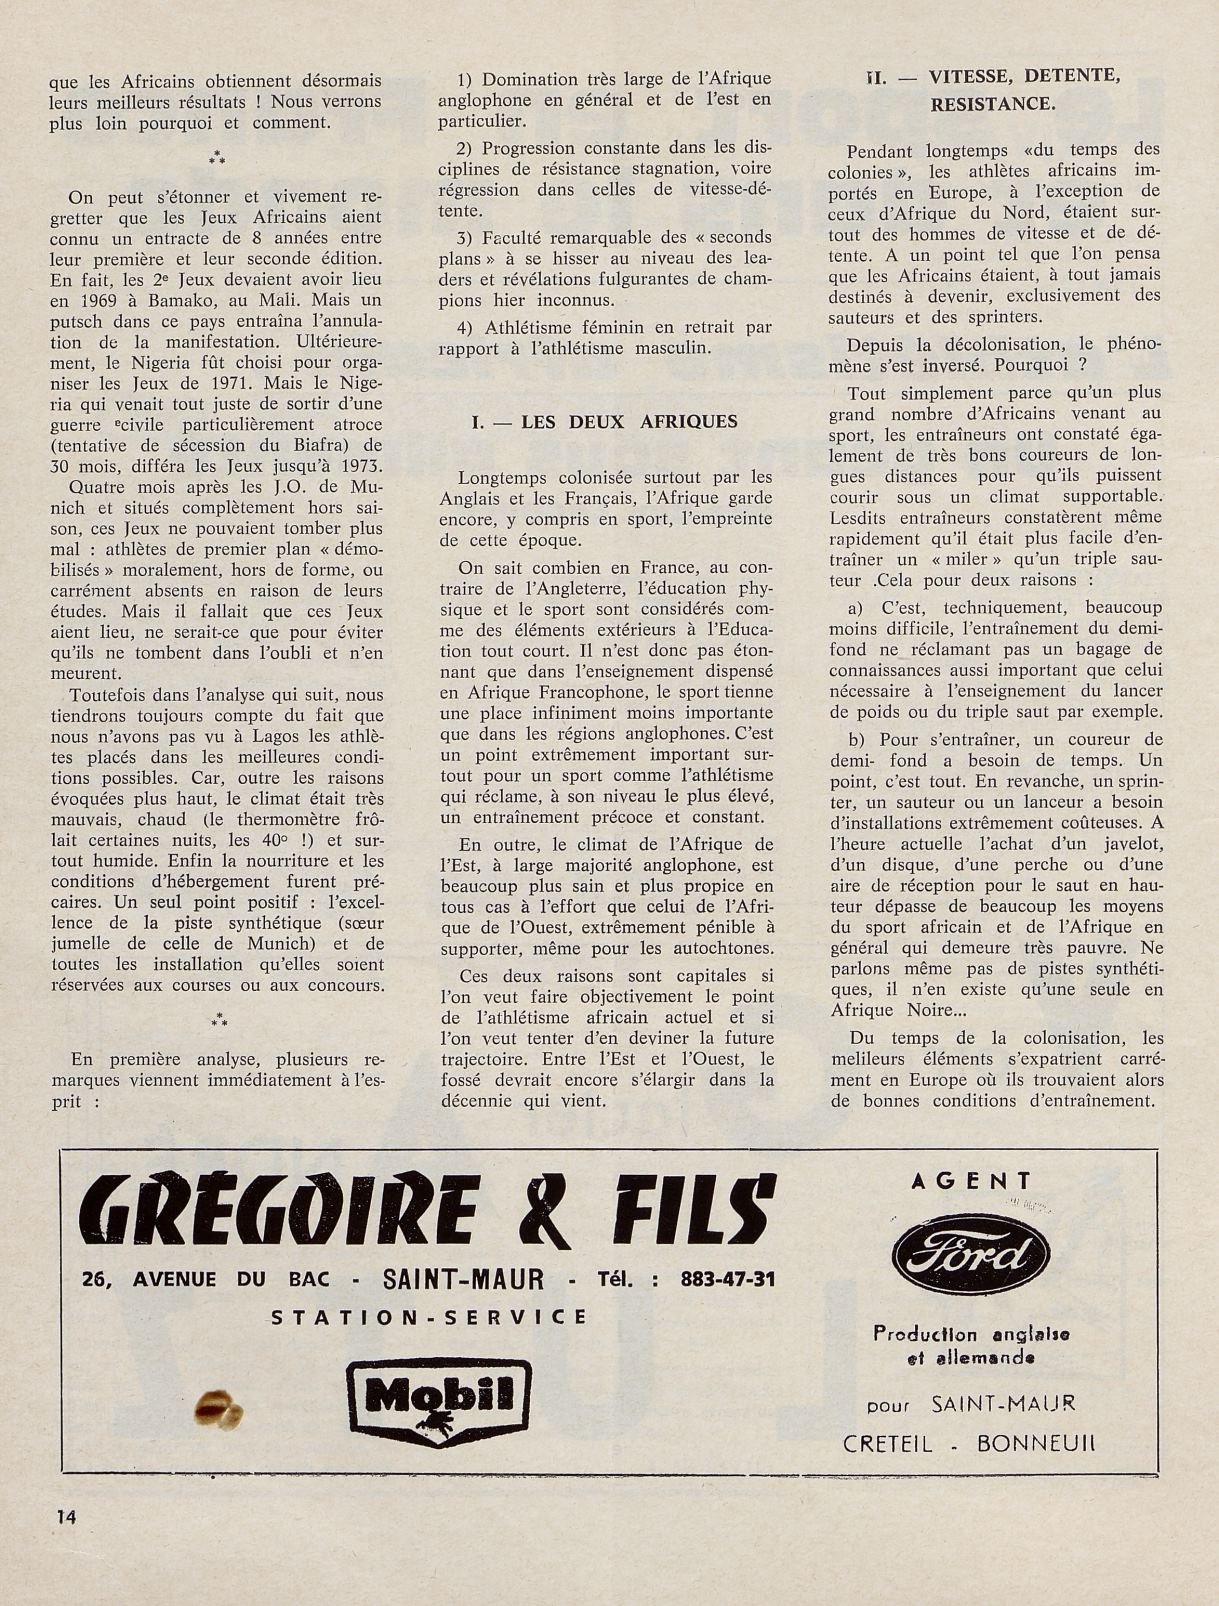 que les Africains obtiennent désormais
leurs meilleurs résultats ! Nous verrons
plus loin pourquoi et comment.
*
* *
On peut s'étonner et vivement re-
gretter que les Jeux Africains aient
connu un entracte de 8 années entre
leur première et leur seconde édition.
En fait, les 2e Jeux devaient avoir lieu
en 1969 à Bamako, au Mali. Mais un
putsch dans ce pays entraîna l'annula-
tion de la manifestation. Ultérieure-
ment, le Nigeria fût choisi pour orga-
niser les Jeux de 1971. Mais le Nige-
ria qui venait tout juste de sortir d'une
guerre ecivile particulièrement atroce
(tentative de sécession du Biafra) de
30 mois, différa les Jeux jusqu'à 1973.
Quatre mois après les J.O. de Mu-
nich et situés complètement hors sai-
son, ces Jeux ne pouvaient tomber plus
mal : athlètes de premier plan « démo-
bilisés » moralement, hors de forme, ou
carrément absents en raison de leurs
études. Mais il fallait que ces Jeux
aient lieu, ne serait-ce que pour éviter
qu'ils ne tombent dans l'oubli et n'en
meurent.
Toutefois dans l'analyse qui suit, nous
tiendrons toujours compte du fait que
nous n'avons pas vu à Lagos les athlè-
tes placés dans les meilleures condi-
tions possibles. Car, outre les raisons
évoquées plus haut, le climat était très
mauvais, chaud (le thermomètre frô-
lait certaines nuits, les 40° !) et sur-
tout humide. Enfin la nourriture et les
conditions d'hébergement furent pré-
caires. Un seul point positif : l'excel-
lence de la piste synthétique (sœur
jumelle de celle de Munich) et de
toutes les installation qu'elles soient
réservées aux courses ou aux concours.
*
* *
En première analyse, plusieurs re-
marques viennent immédiatement à l'es-
prit :
1) Domination très large de l'Afrique
anglophone en général et de l'est en
particulier.
2) Progression constante dans les dis-
ciplines de résistance stagnation, voire
régression dans celles de vitesse-dé-
tente.
3) Faculté remarquable des « seconds
plans » à se hisser au niveau des lea-
ders et révélations fulgurantes de cham-
pions hier inconnus.
4) Athlétisme féminin en retrait par
rapport à l'athlétisme masculin.
I. — LES DEUX AFRIQUES
Longtemps colonisée surtout par les
Anglais et les Français, l'Afrique garde
encore, y compris en sport, l'empreinte
de cette époque.
On sait combien en France, au con-
traire de l'Angleterre, l'éducation phy-
sique et le sport sont considérés com-
me des éléments extérieurs à l'Educa-
tion tout court. Il n'est donc pas éton-
nant que dans l'enseignement dispensé
en Afrique Francophone, le sport tienne
une place infiniment moins importante
que dans les régions anglophones. C'est
un point extrêmement important sur-
tout pour un sport comme l'athlétisme
qui réclame, à son niveau le plus élevé,
un entraînement précoce et constant.
En outre, le climat de l'Afrique de
l'Est, à large majorité anglophone, est
beaucoup plus sain et plus propice en
tous cas à l'effort que celui de l'Afri-
que de l'Ouest, extrêmement pénible à
supporter, même pour les autochtones.
Ces deux raisons sont capitales si
l'on veut faire objectivement le point
de l'athlétisme africain actuel et si
l'on veut tenter d'en deviner la future
trajectoire. Entre l'Est et l'Ouest, le
fossé devrait encore s'élargir dans la
décennie qui vient.
II. — VITESSE, DETENTE,
RESISTANCE.
Pendant longtemps «du temps des
colonies », les athlètes africains im-
portés en Europe, à l'exception de
ceux d'Afrique du Nord, étaient sur-
tout des hommes de vitesse et de dé-
tente. A un point tel que l'on pensa
que les Africains étaient, à tout jamais
destinés à devenir, exclusivement des
sauteurs et des sprinters.
Depuis la décolonisation, le phéno-
mène s'est inversé. Pourquoi ?
Tout simplement parce qu'un plus
grand nombre d'Africains venant au
sport, les entraîneurs ont constaté éga-
lement de très bons coureurs de lon-
gues distances pour qu'ils puissent
courir sous un climat supportable.
Lesdits entraîneurs constatèrent même
rapidement qu'il était plus facile d'en-
traîner un « miler » qu'un triple sau-
teur .Cela pour deux raisons :
a) C'est, techniquement, beaucoup
moins difficile, l'entraînement du demi-
fond ne réclamant pas un bagage de
connaissances aussi important que celui
nécessaire à l'enseignement du lancer
de poids ou du triple saut par exemple.
b) Pour s'entraîner, un coureur de
demi- fond a besoin de temps. Un
point, c'est tout. En revanche, un sprin-
ter, un sauteur ou un lanceur a besoin
d'installations extrêmement coûteuses. A
l'heure actuelle l'achat d'un javelot,
d'un disque, d'une perche ou d'une
aire de réception pour le saut en hau-
teur dépasse de beaucoup les moyens
du sport africain et de l'Afrique en
général qui demeure très pauvre. Ne
parlons même pas de pistes synthéti-
ques, il n'en existe qu'une seule en
Afrique Noire...
Du temps de la colonisation, les
melileurs éléments s'expatrient carré-
ment en Europe où ils trouvaient alors
de bonnes conditions d'entraînement.
GRÉGOIRE & FILS
26, AVENUE DU BAC - SAINT-MAUR - Tél. : 883-47-31
STATION-SERVICE
Mobil
AGENT
Ford
Production anglaise
et allemande
pour SAINT-MAUR
CRETEIL - BONNEUIL
14